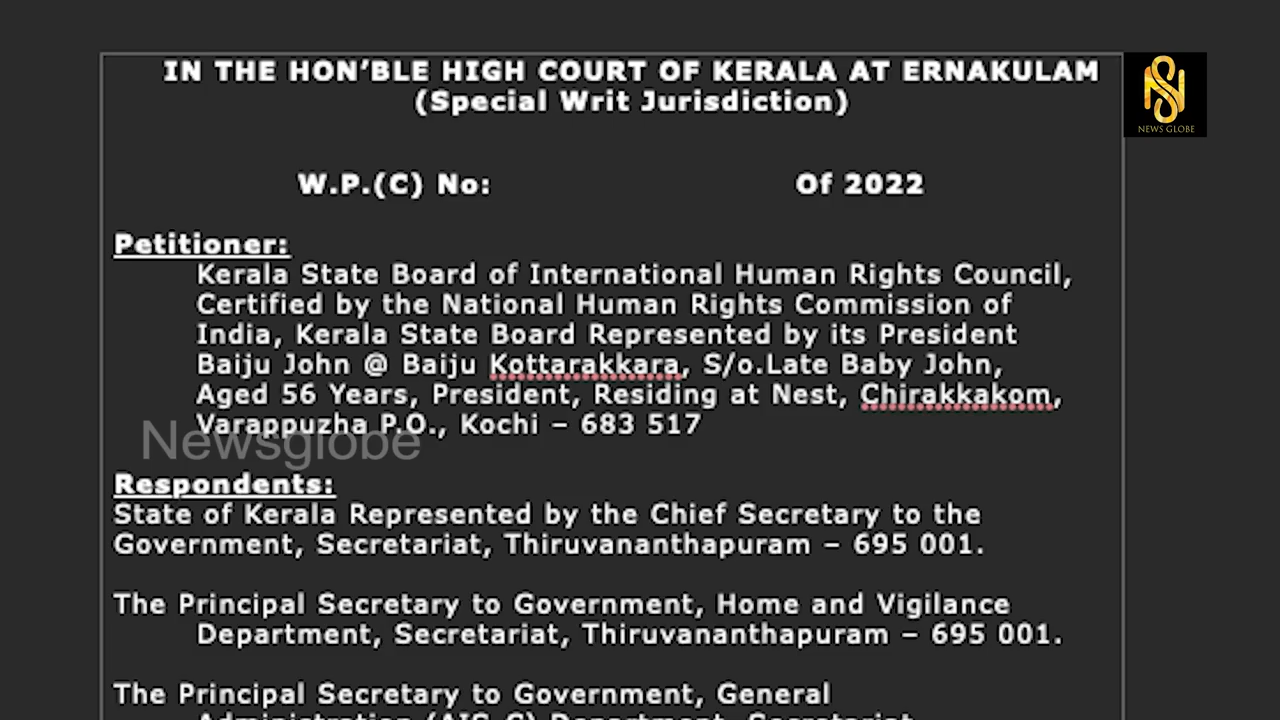 IN THE HON’BLE HIGH COURT OF KERALA AT ERNAKULAM
(Special Writ Jurisdiction)
NEWS GLOBE
W.P.(C) No: Of 2022
Petitioner:
Kerala State Board of International Human Rights Council,
Certified by the National Human Rights Commission of
India, Kerala State Board Represented by its President
Baiju John @ Baiju Kottarakkara, S/o.Late Baby John,
Aged 56 Years, President, Residing at Nest, Chirakkakom,
Varappuzha P.O., Kochi – 683 517
Newsglobe
Respondents:
State of Kerala Represented by the Chief Secretary to the
Government, Secretariat, Thiruvananthapuram – 695 001.
The Principal Secretary to Government, Home and Vigilance
Department, Secretariat, Thiruvananthapuram – 695 001.
The Principal Secretary to Government, General
Administration (AIS C) Department, Secretariat